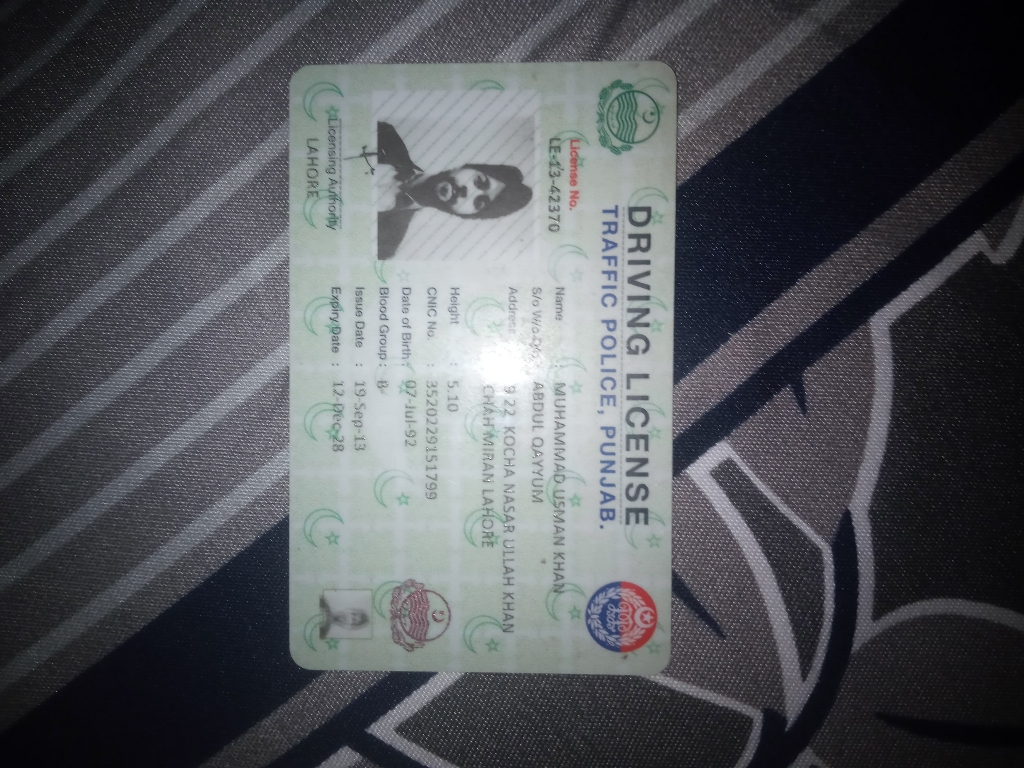 DRIVING LICENSE
TRAFFIC POLICE, PUNJAB.
License No.
LE-13-42370
Name : MUHAMMAD USMAN KHAN
S/o W/o D/o : ABDUL QAYYUM
Address 9 22 KOCHA NASAR ULLAH KHAN
CHAH MIRAN LAHORE
Height : 5.10
CNIC No. : 3520229151799
Date of Birth : 07-Jul-92
Blood Group : B-
Issue Date : 19-Sep-13
Expiry Date : 12-Dec-28
Licensing Authority
LAHORE